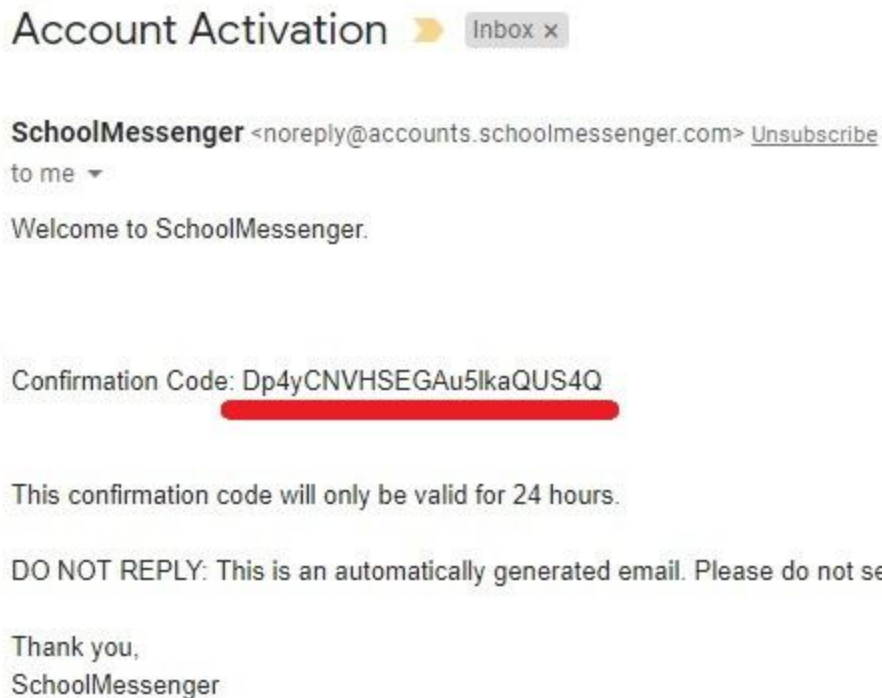 Account Activation Inbox ×
SchoolMessenger <noreply@accounts.schoolmessenger.com> Unsubscribe
to me
Welcome to SchoolMessenger.
Confirmation Code: Dp4yCNVHSEGAu5lkaQUS4Q
This confirmation code will only be valid for 24 hours.
DO NOT REPLY: This is an automatically generated email. Please do not se
Thank you,
SchoolMessenger